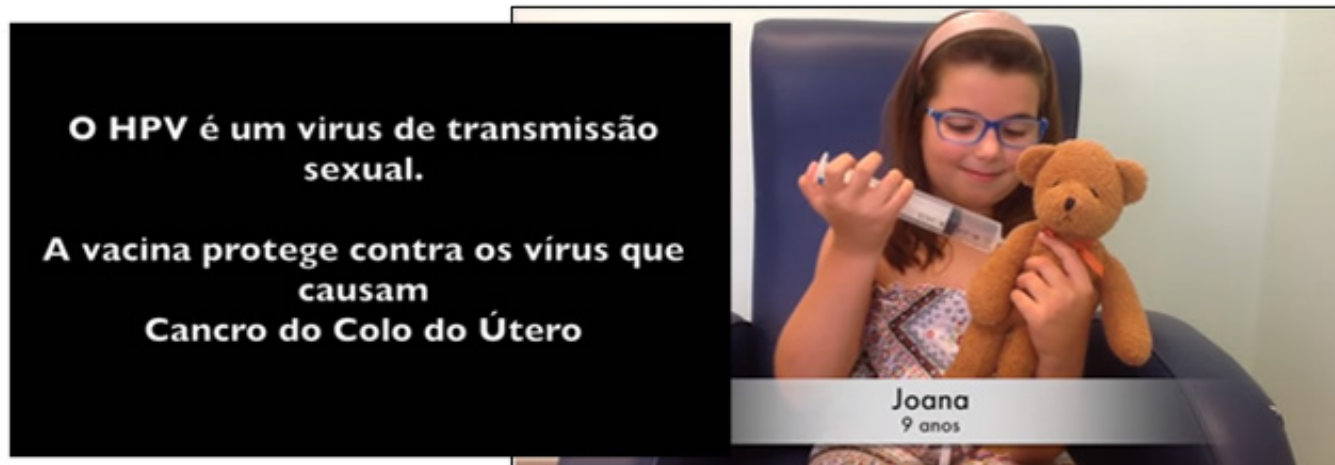 O HPV é um virus de transmissão
sexual.
A vacina protege contra os vírus que
causam
Cancro do Colo do Útero
Joana
9 anos